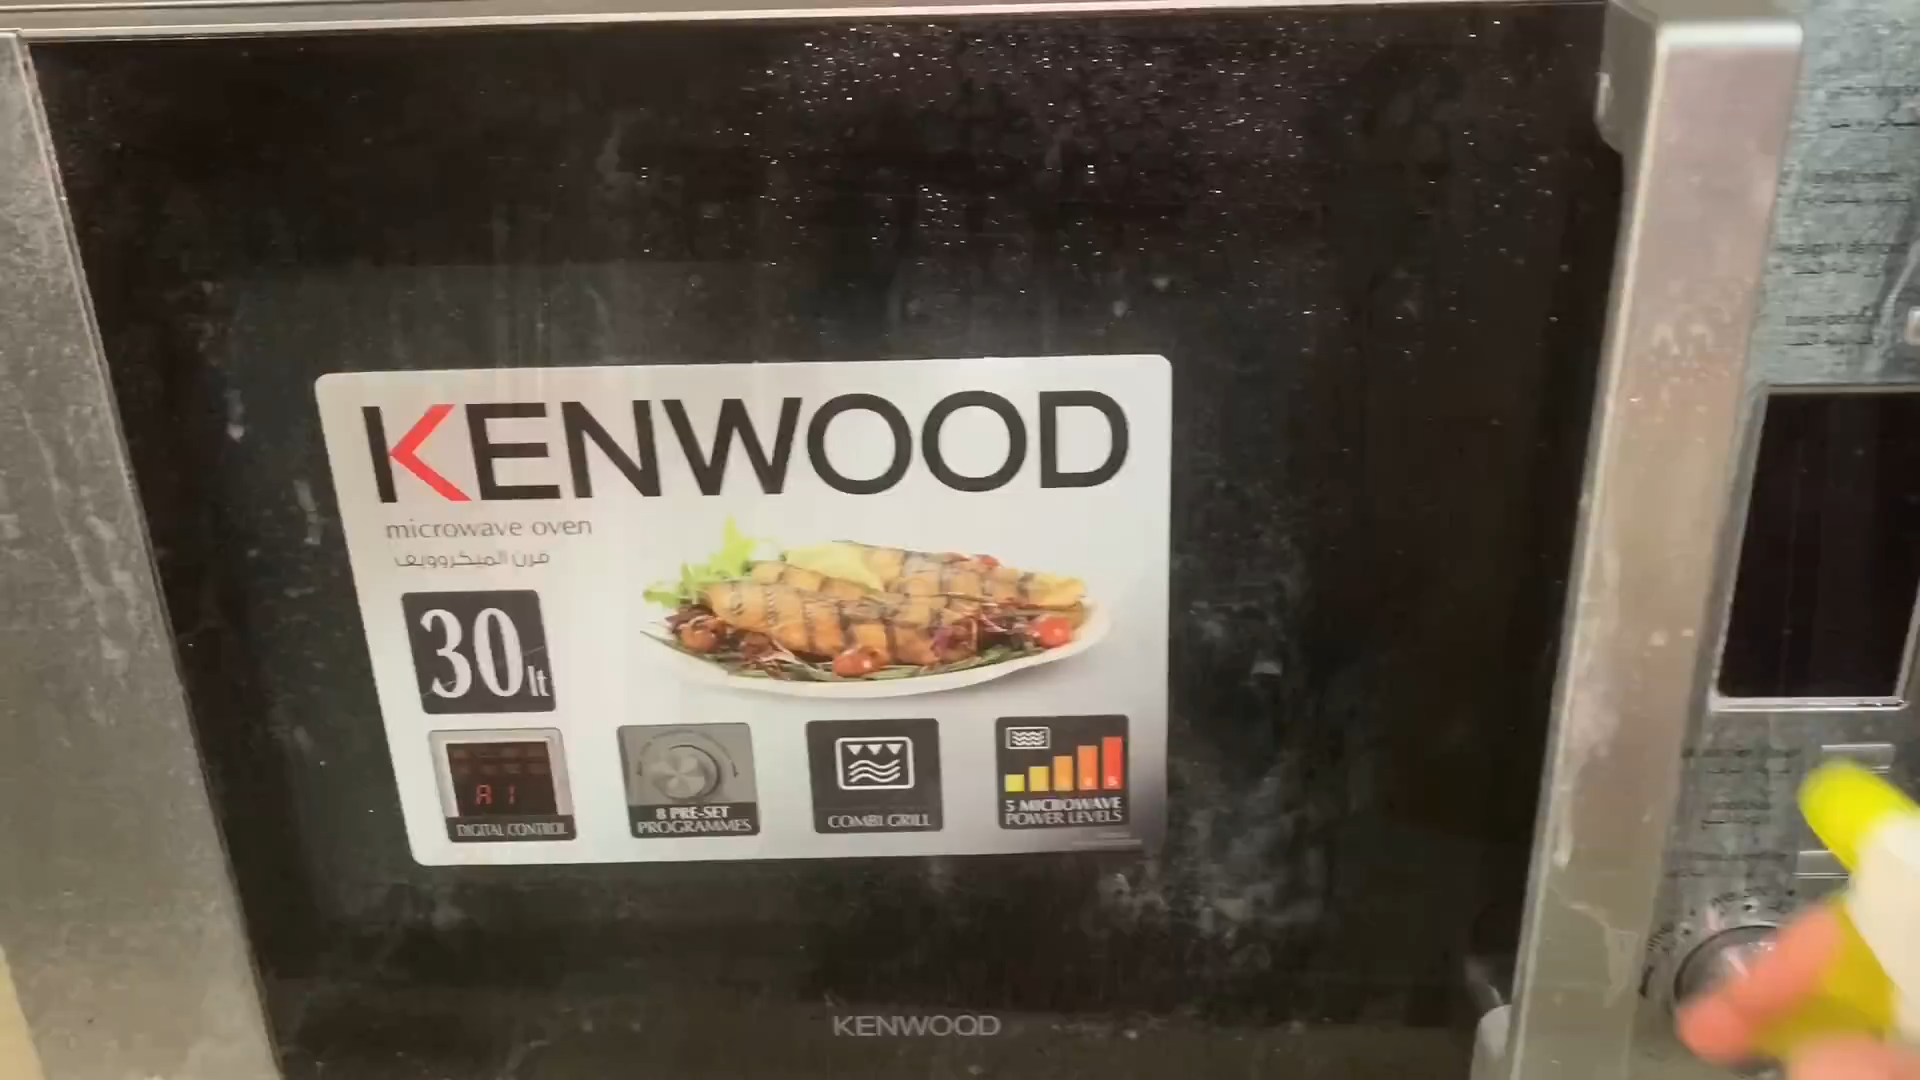 KENWOOD
microwave oven
فرن الميكروويف
30lt
A1
DIGITAL CONTROL
8 PRE-SET
PROGRAMMES
COMBI GRILL
5 MICROWAVE
POWER LEVELS
KENWOOD